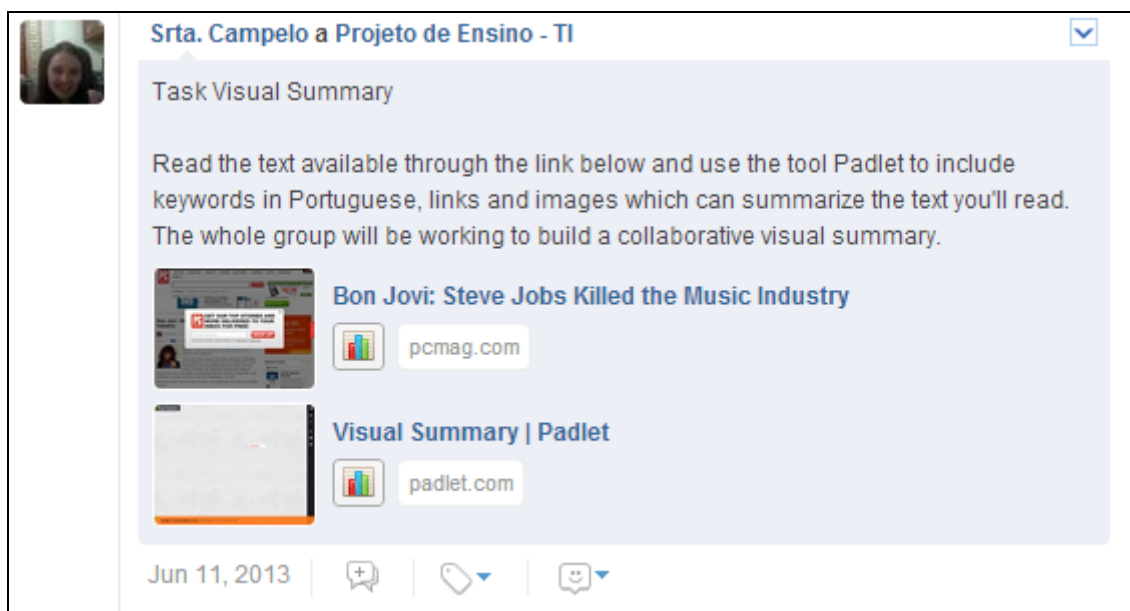 Srta. Campelo a Projeto de Ensino - TI
Task Visual Summary
Read the text available through the link below and use the tool Padlet to include
keywords in Portuguese, links and images which can summarize the text you'll read.
The whole group will be working to build a collaborative visual summary.
Bon Jovi: Steve Jobs Killed the Music Industry
pcmag.com
Visual Summary | Padlet
padlet.com
Jun 11, 2013